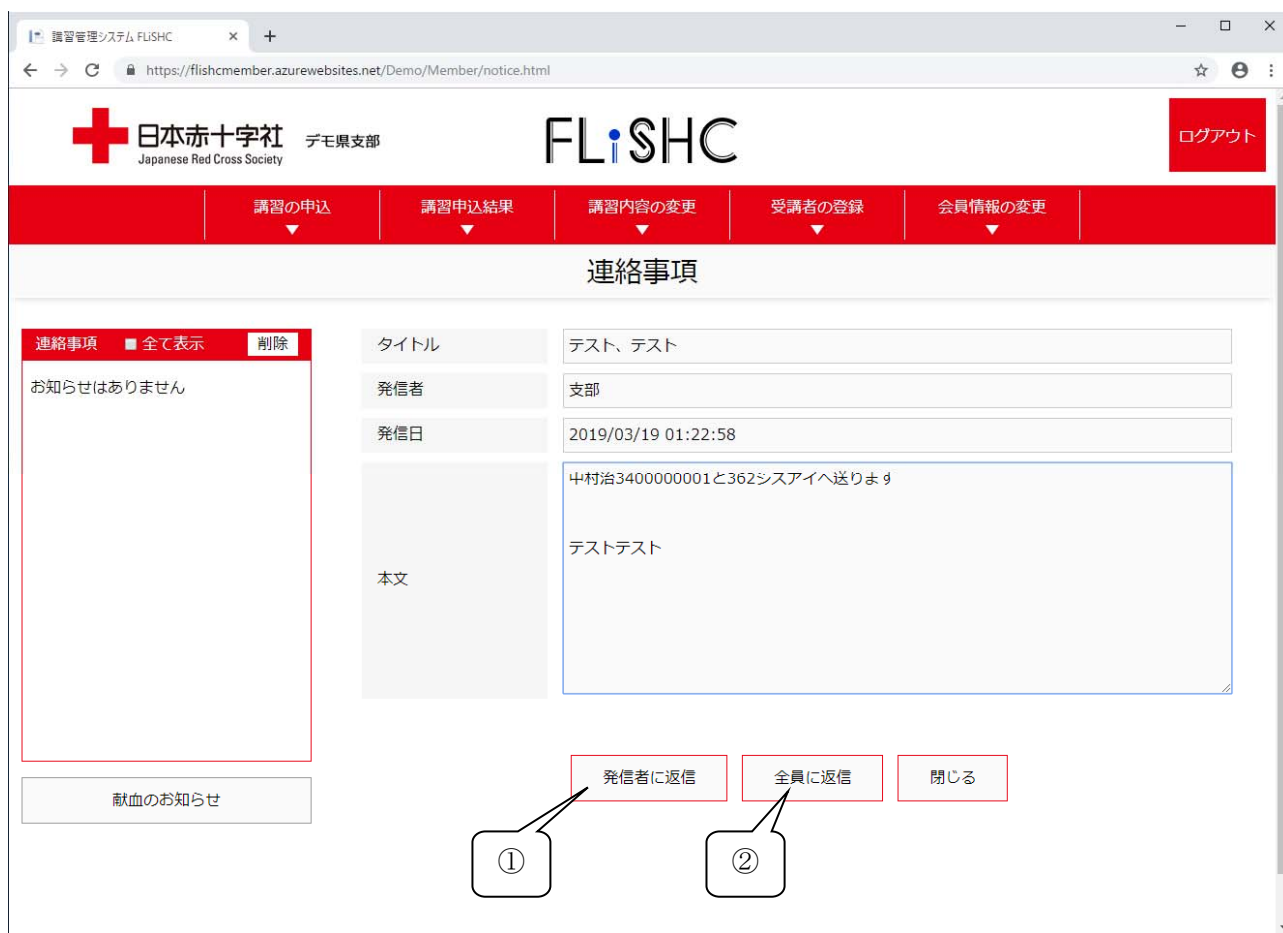 講習管理システム FLiSHC
https://flishcmember.azurewebsites.net/Demo/Member/notice.html
日本赤十字社 デモ県支部
Japanese Red Cross Society
FLiSHC
ログアウト
講習の申込 講習申込結果 講習内容の変更 受講者の登録 会員情報の変更
▼ ▼ ▼ ▼ ▼
連絡事項
連絡事項 全て表示 削除
お知らせはありません
献血のお知らせ
タイトル テスト、テスト
発信者 支部
発信日 2019/03/19 01:22:58
本文
中村治3400000001と362シスアイへ送ります
テストテスト
発信者に返信 全員に返信 閉じる
① ②